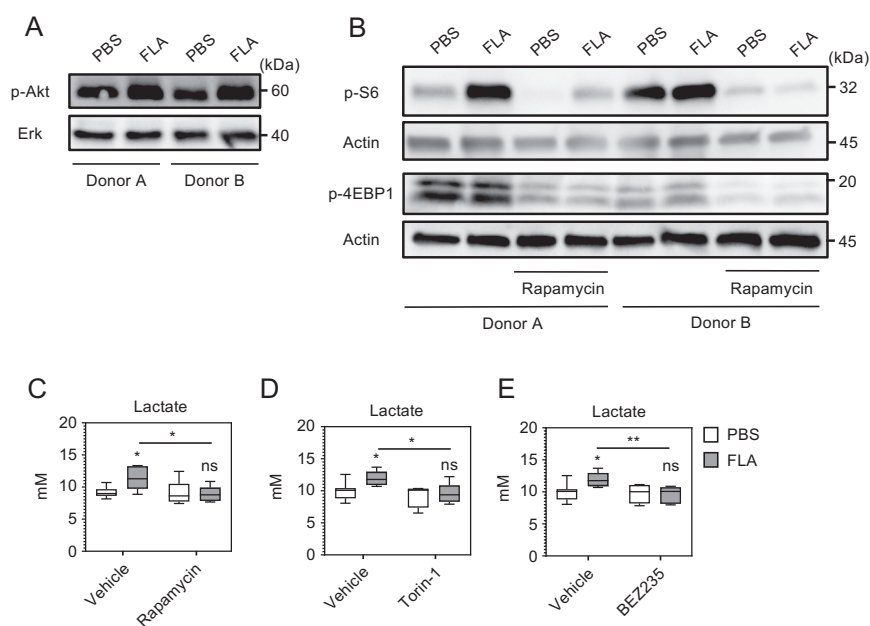 A
PBS FLA PBS FLA
(kDa)
p-Akt 60
Erk 40
Donor A Donor B
B
PBS FLA PBS FLA PBS FLA PBS FLA
(kDa)
p-S6 32
Actin 45
p-4EBP1 20
Actin 45
Rapamycin Rapamycin
Donor A Donor B
C
Lactate
mM
20
15
10
5
0
* * ns
Vehicle Rapamycin
D
Lactate
mM
20
15
10
5
0
* * ns
Vehicle Torin-1
E
Lactate
mM
20
15
10
5
0
** * ns
Vehicle BEZ235
PBS
FLA